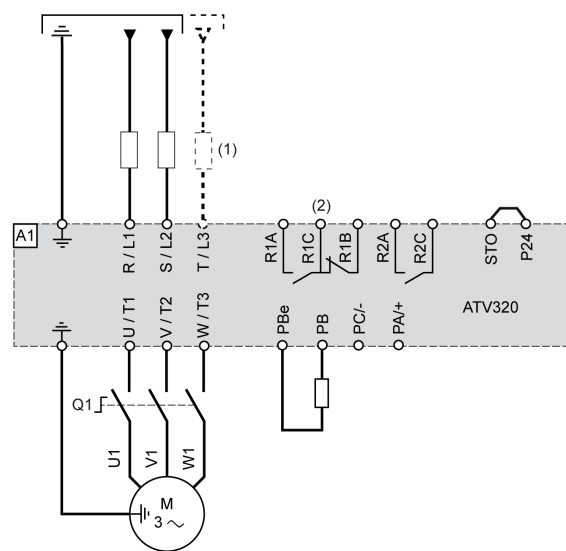 (1)
(2)
A1
R / L1
S / L2
T / L3
R1A
R1C
R1B
R2A
R2C
STO
P24
ATV320
U / T1
V / T2
W / T3
PBe
PB
PC/-
PA/+
Q1
U1
V1
W1
M
3 ~